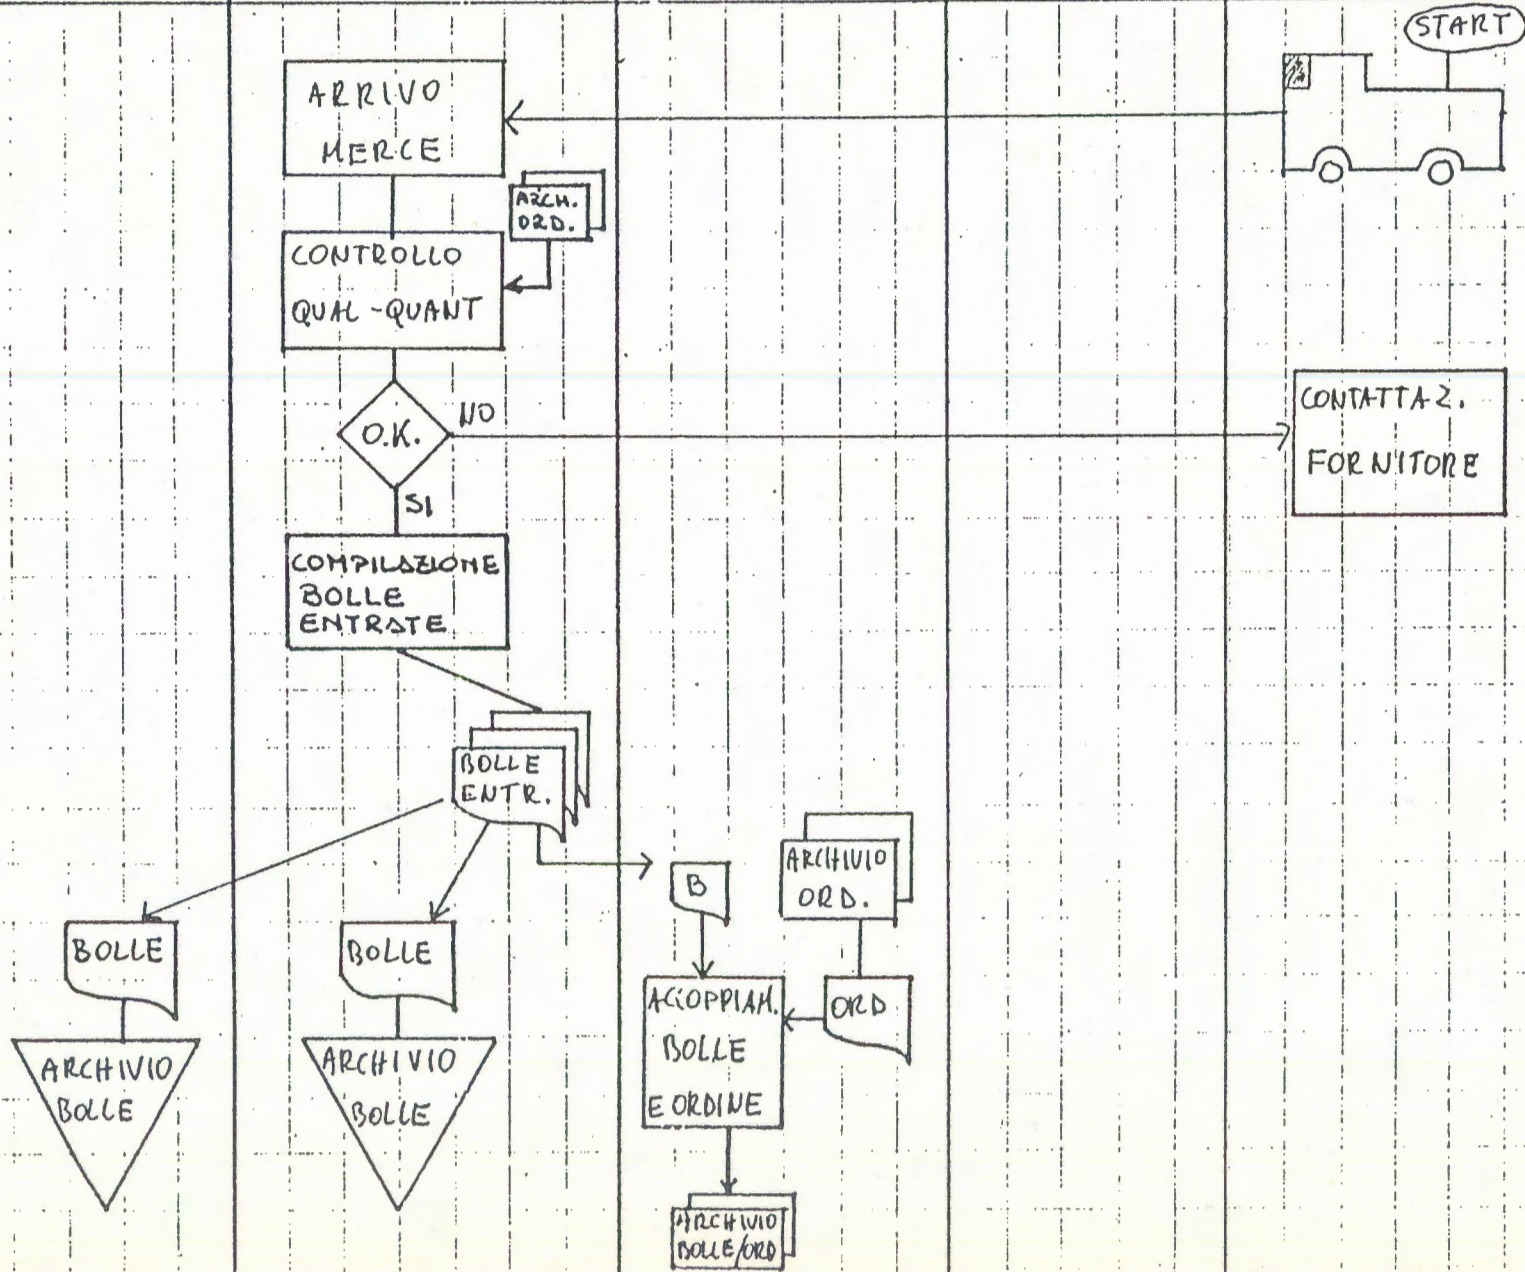 START
ARRIVO
MERCE
ARCH.
ORD.
CONTROLLO
QUAL-QUANT
O.K.
NO
CONTATTAZ.
FORNITORE
SI
COMPILAZIONE
BOLLE
ENTRATE
BOLLE
ENTR.
B
ARCHIVIO
ORD.
BOLLE
BOLLE
ACCOPPIAM.
BOLLE
E ORDINE
ORD
ARCHIVIO
BOLLE
ARCHIVIO
BOLLE
ARCHIVIO
BOLLE/ORD